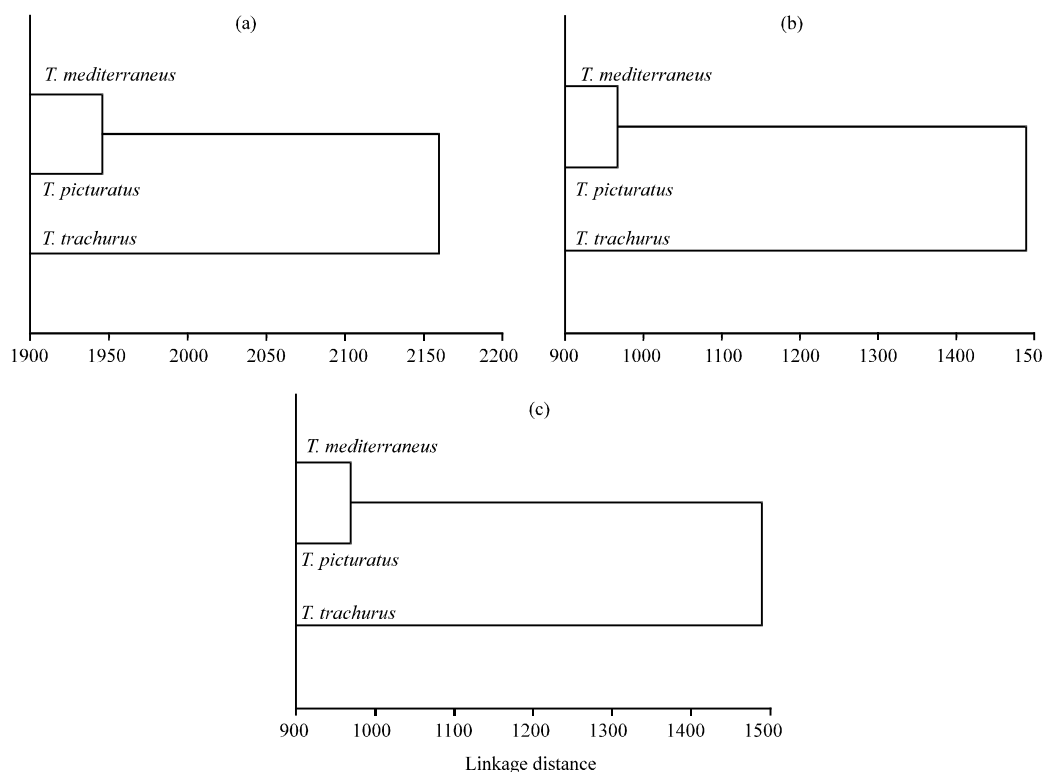 (a)
T. mediterraneus
T. picturatus
T. trachurus
1900 1950 2000 2050 2100 2150 2200
(b)
T. mediterraneus
T. picturatus
T. trachurus
900 1000 1100 1200 1300 1400 150
(c)
T. mediterraneus
T. picturatus
T. trachurus
900 1000 1100 1200 1300 1400 1500
Linkage distance